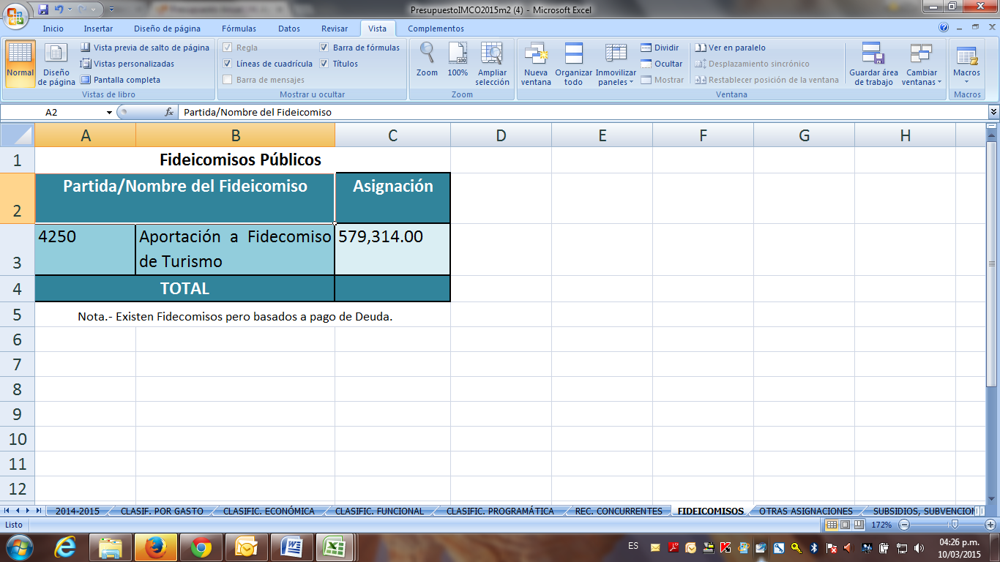 PresupuestoIMCO2015m2 (4) - Microsoft Excel
Inicio Insertar Diseño de página Fórmulas Datos Revisar Vista Complementos
Normal
Diseño de página
Vista previa de salto de página
Vistas personalizadas
Pantalla completa
Vistas de libro
Regla
Líneas de cuadrícula
Barra de mensajes
Barra de fórmulas
Títulos
Mostrar u ocultar
Zoom
100%
Ampliar selección
Zoom
Nueva ventana
Organizar todo
Inmovilizar paneles
Dividir
Ocultar
Mostrar
Ver en paralelo
Desplazamiento sincrónico
Restablecer posición de la ventana
Guardar área de trabajo
Cambiar ventanas
Ventana
Macros
Macros
A2 fx Partida/Nombre del Fideicomiso
A B C D E F G H
1 Fideicomisos Públicos
2 Partida/Nombre del Fideicomiso Asignación
3 4250 Aportación a Fidecomiso de Turismo 579,314.00
4 TOTAL
5 Nota.- Existen Fidecomisos pero basados a pago de Deuda.
6
7
8
9
10
11
12
2014-2015 CLASIF. POR GASTO CLASIFIC. ECONÓMICA CLASIFIC. FUNCIONAL CLASIFIC. PROGRAMÁTICA REC. CONCURRENTES FIDEICOMISOS OTRAS ASIGNACIONES SUBSIDIOS, SUBVENCION
Listo 172%
ES 04:26 p.m.
10/03/2015